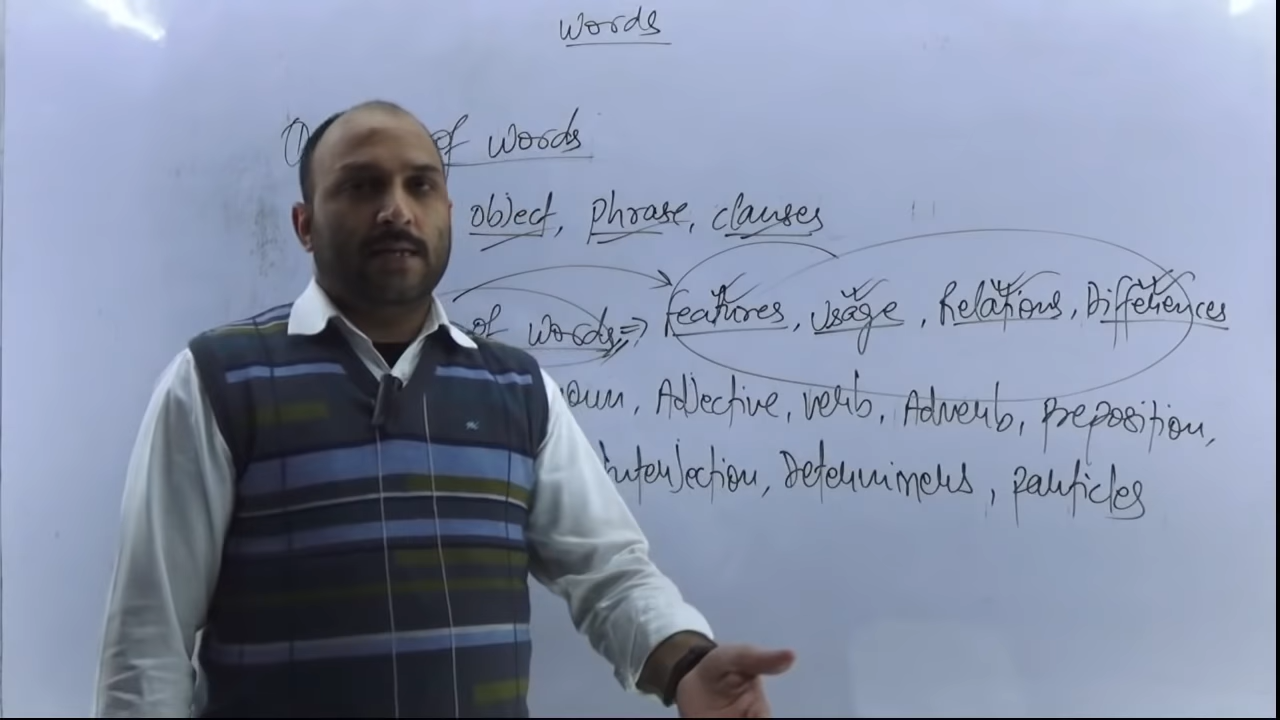 Words
of words
object, phrase, clauses
of words => features, usage, Relations, Differences
noun, Adjective, verb, Adverb, preposition,
interjection, Determiners, particles